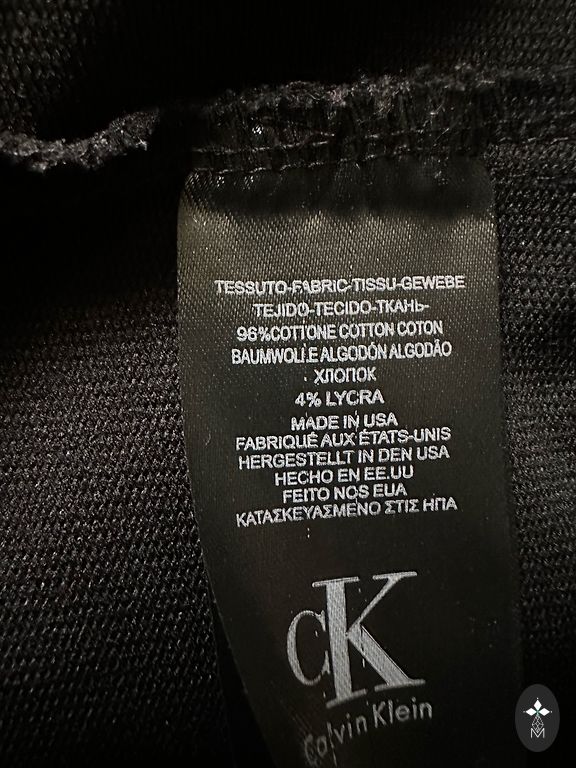 TESSUTO-FABRIC-TISSU-GEWEBE
TEJIDO-TECIDO-ТКАНЬ-
96%COTTONE COTTON COTON
BAUMWOLLE ALGODÓN ALGODÃO
ХЛОПОК
4% LYCRA
MADE IN USA
FABRIQUÉ AUX ÉTATS-UNIS
HERGESTELLT IN DEN USA
HECHO EN EE.UU
FEITO NOS EUA
ΚΑΤΑΣΚΕΥΑΣΜΕΝΟ ΣΤΙΣ ΗΠΑ
cK
Calvin Klein
M